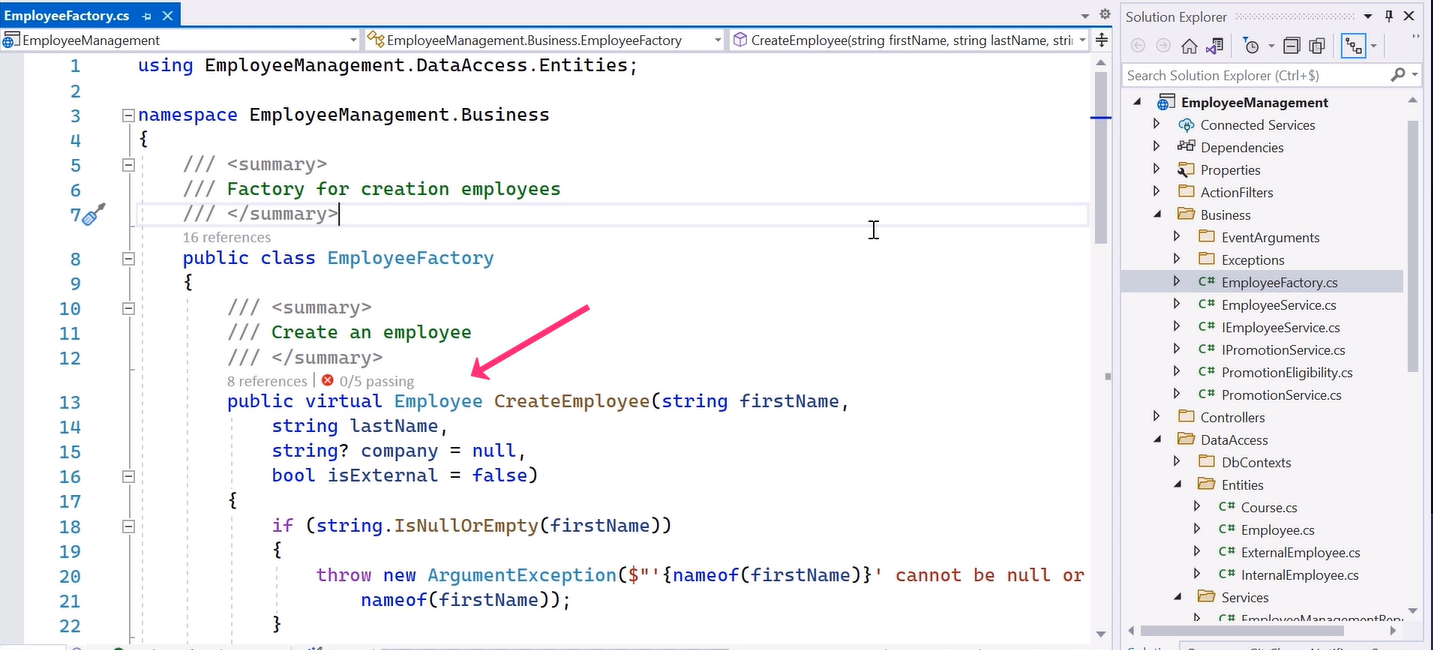 EmployeeFactory.cs
EmployeeManagement
EmployeeManagement.Business.EmployeeFactory
CreateEmployee(string firstName, string lastName, stri
1 using EmployeeManagement.DataAccess.Entities;
2
3 namespace EmployeeManagement.Business
4 {
5 /// <summary>
6 /// Factory for creation employees
7 /// </summary>
16 references
8 public class EmployeeFactory
9 {
10 /// <summary>
11 /// Create an employee
12 /// </summary>
8 references | 0/5 passing
13 public virtual Employee CreateEmployee(string firstName,
14 string lastName,
15 string? company = null,
16 bool isExternal = false)
17 {
18 if (string.IsNullOrEmpty(firstName))
19 {
20 throw new ArgumentException($"'{nameof(firstName)}' cannot be null or
21 nameof(firstName));
22 }
Solution Explorer
Search Solution Explorer (Ctrl+$)
EmployeeManagement
Connected Services
Dependencies
Properties
ActionFilters
Business
EventArguments
Exceptions
C# EmployeeFactory.cs
C# EmployeeService.cs
C# IEmployeeService.cs
C# IPromotionService.cs
C# PromotionEligibility.cs
C# PromotionService.cs
Controllers
DataAccess
DbContexts
Entities
C# Course.cs
C# Employee.cs
C# ExternalEmployee.cs
C# InternalEmployee.cs
Services
C# EmployeeManagementRep